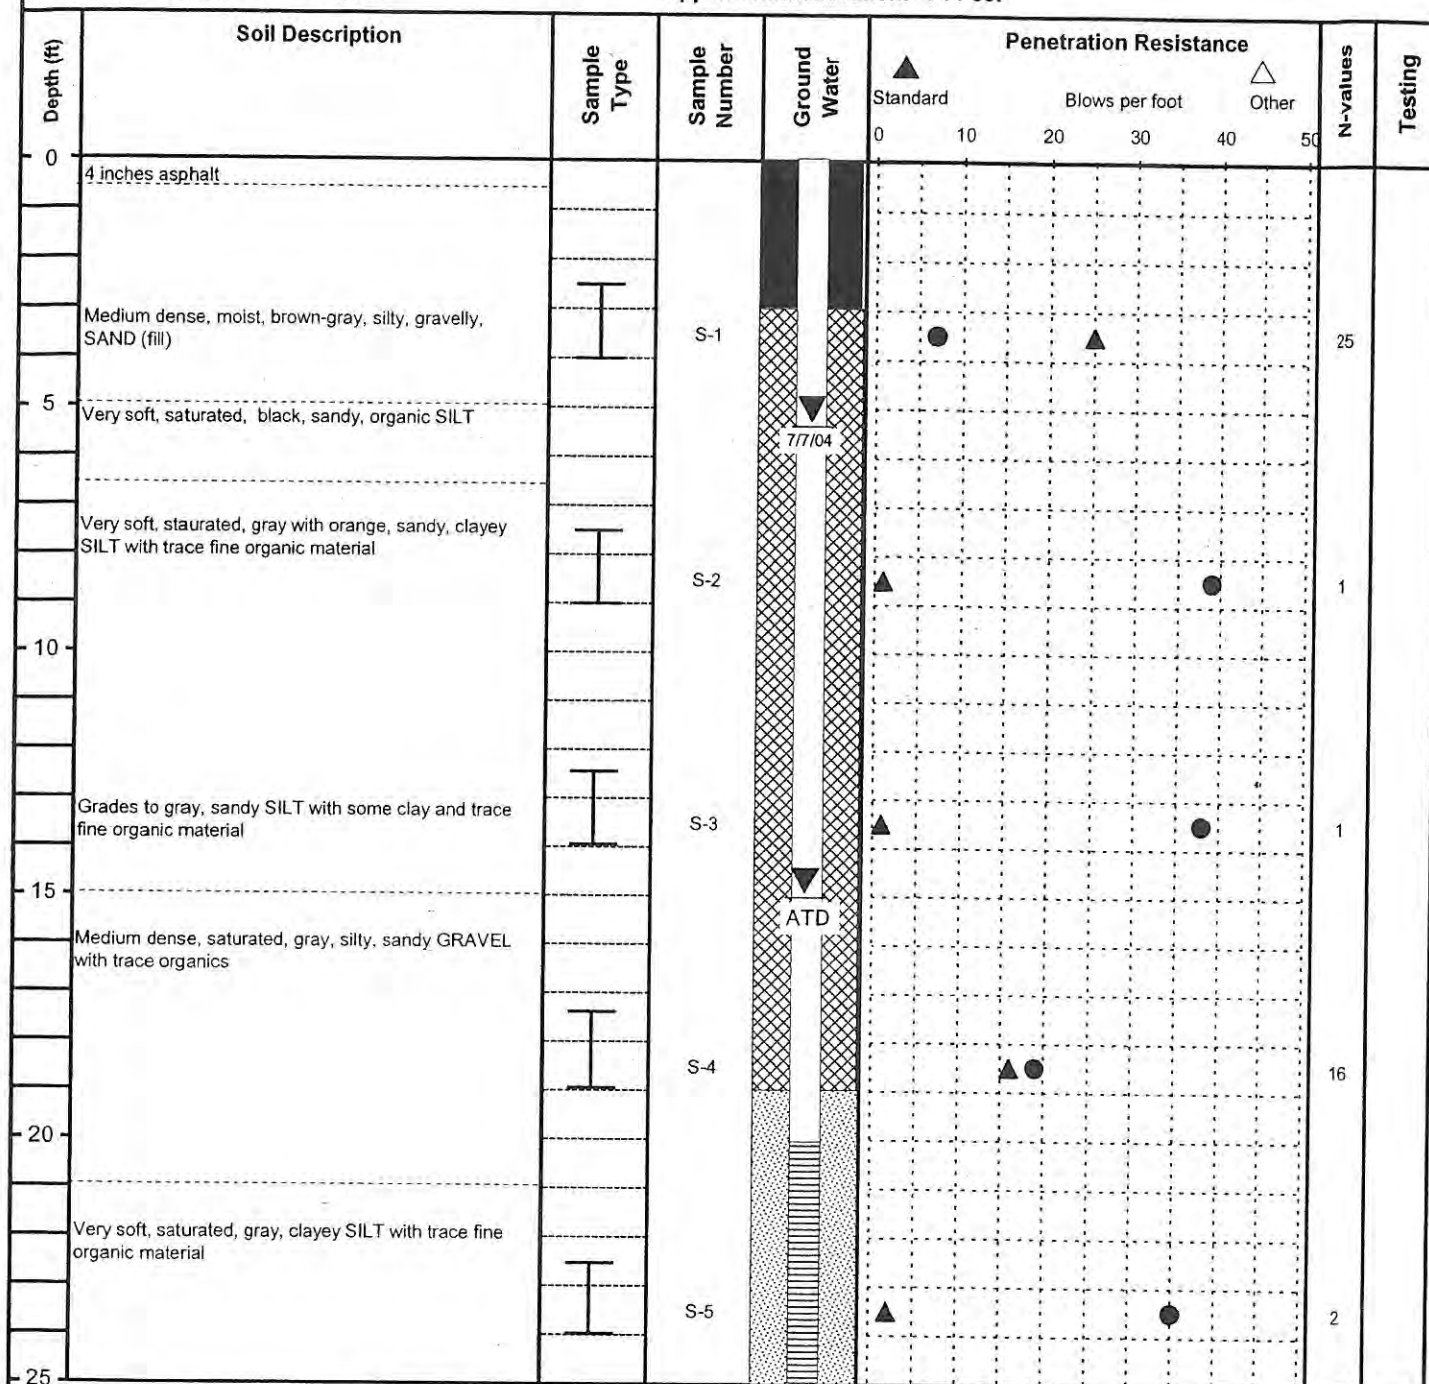 Depth (ft)
Soil Description
Sample Type
Sample Number
Ground Water
Penetration Resistance
Standard
Blows per foot
Other
0 10 20 30 40 50
N-values
Testing
0
4 inches asphalt
Medium dense, moist, brown-gray, silty, gravelly,
SAND (fill)
S-1
25
5
Very soft, saturated, black, sandy, organic SILT
7/7/04
Very soft, staurated, gray with orange, sandy, clayey
SILT with trace fine organic material
S-2
1
10
Grades to gray, sandy SILT with some clay and trace
fine organic material
S-3
1
15
ATD
Medium dense, saturated, gray, silty, sandy GRAVEL
with trace organics
S-4
16
20
Very soft, saturated, gray, clayey SILT with trace fine
organic material
S-5
2
25